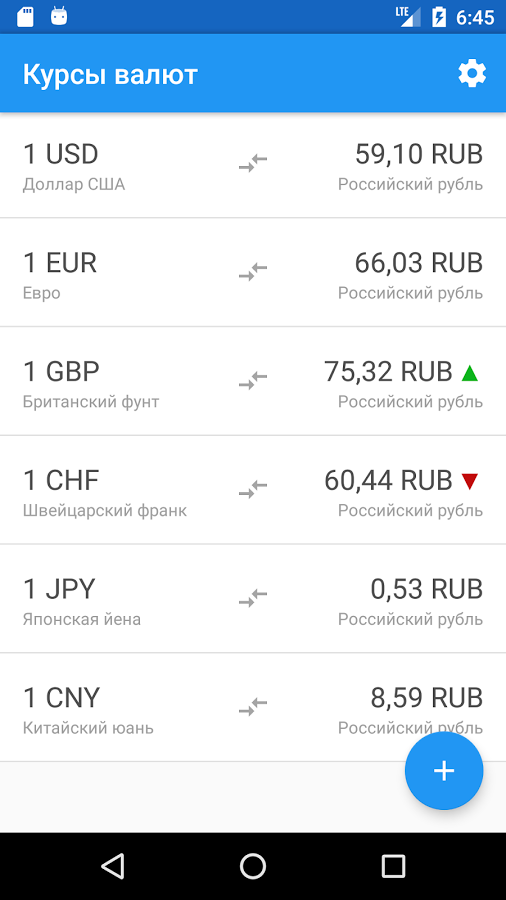 LTE 6:45
Курсы валют
1 USD 59,10 RUB
Доллар США Российский рубль
1 EUR 66,03 RUB
Евро Российский рубль
1 GBP 75,32 RUB
Британский фунт Российский рубль
1 CHF 60,44 RUB
Швейцарский франк Российский рубль
1 JPY 0,53 RUB
Японская йена Российский рубль
1 CNY 8,59 RUB
Китайский юань Российский рубль